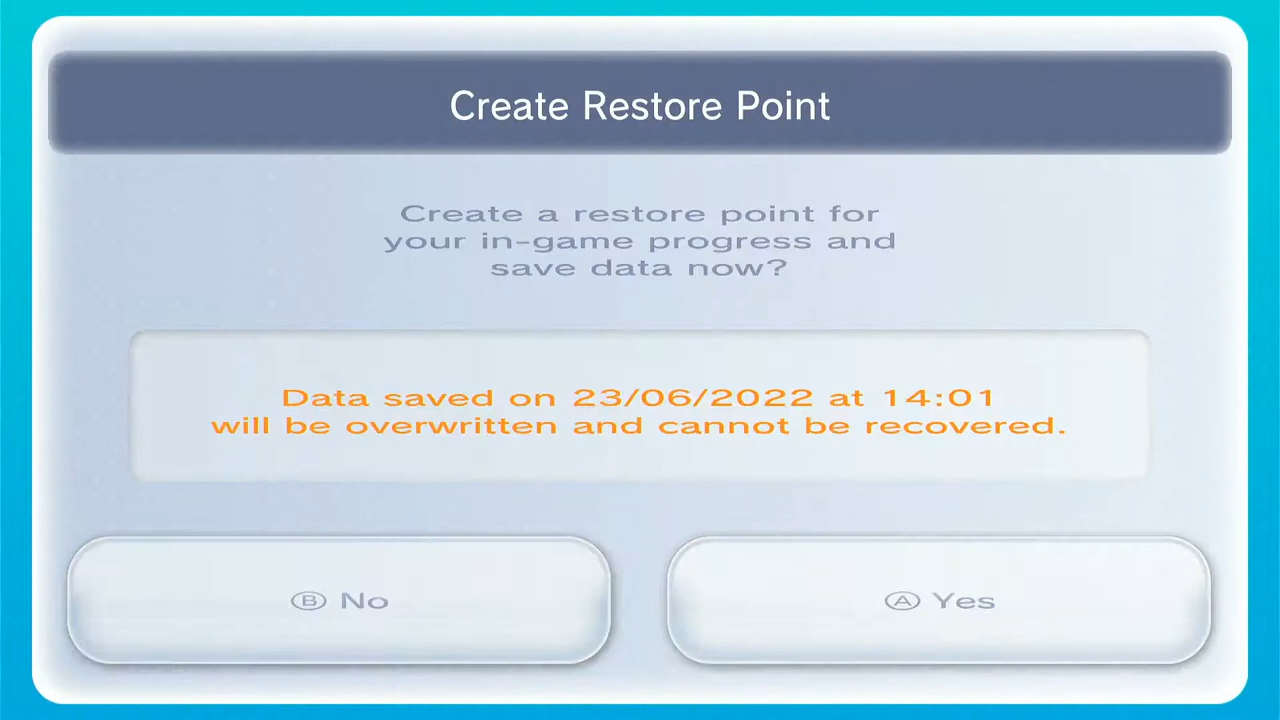 Create Restore Point
Create a restore point for
your in-game progress and
save data now?
Data saved on 23/06/2022 at 14:01
will be overwritten and cannot be recovered.
Ⓑ No
Ⓐ Yes